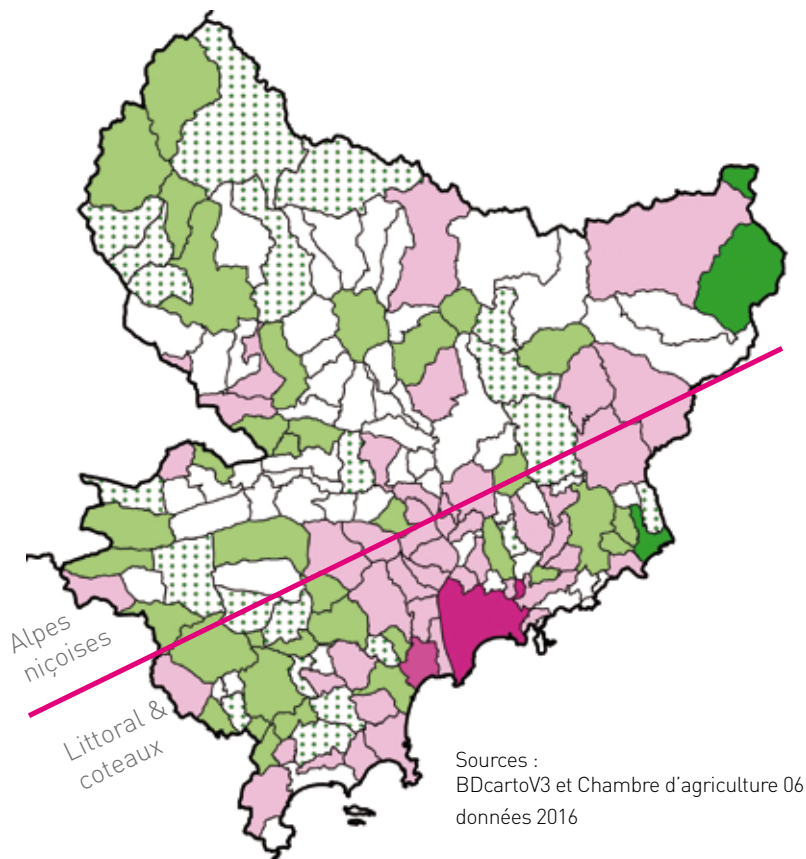 Alpes
niçoises
Littoral &
coteaux
Sources :
BDcartoV3 et Chambre d'agriculture 06
données 2016